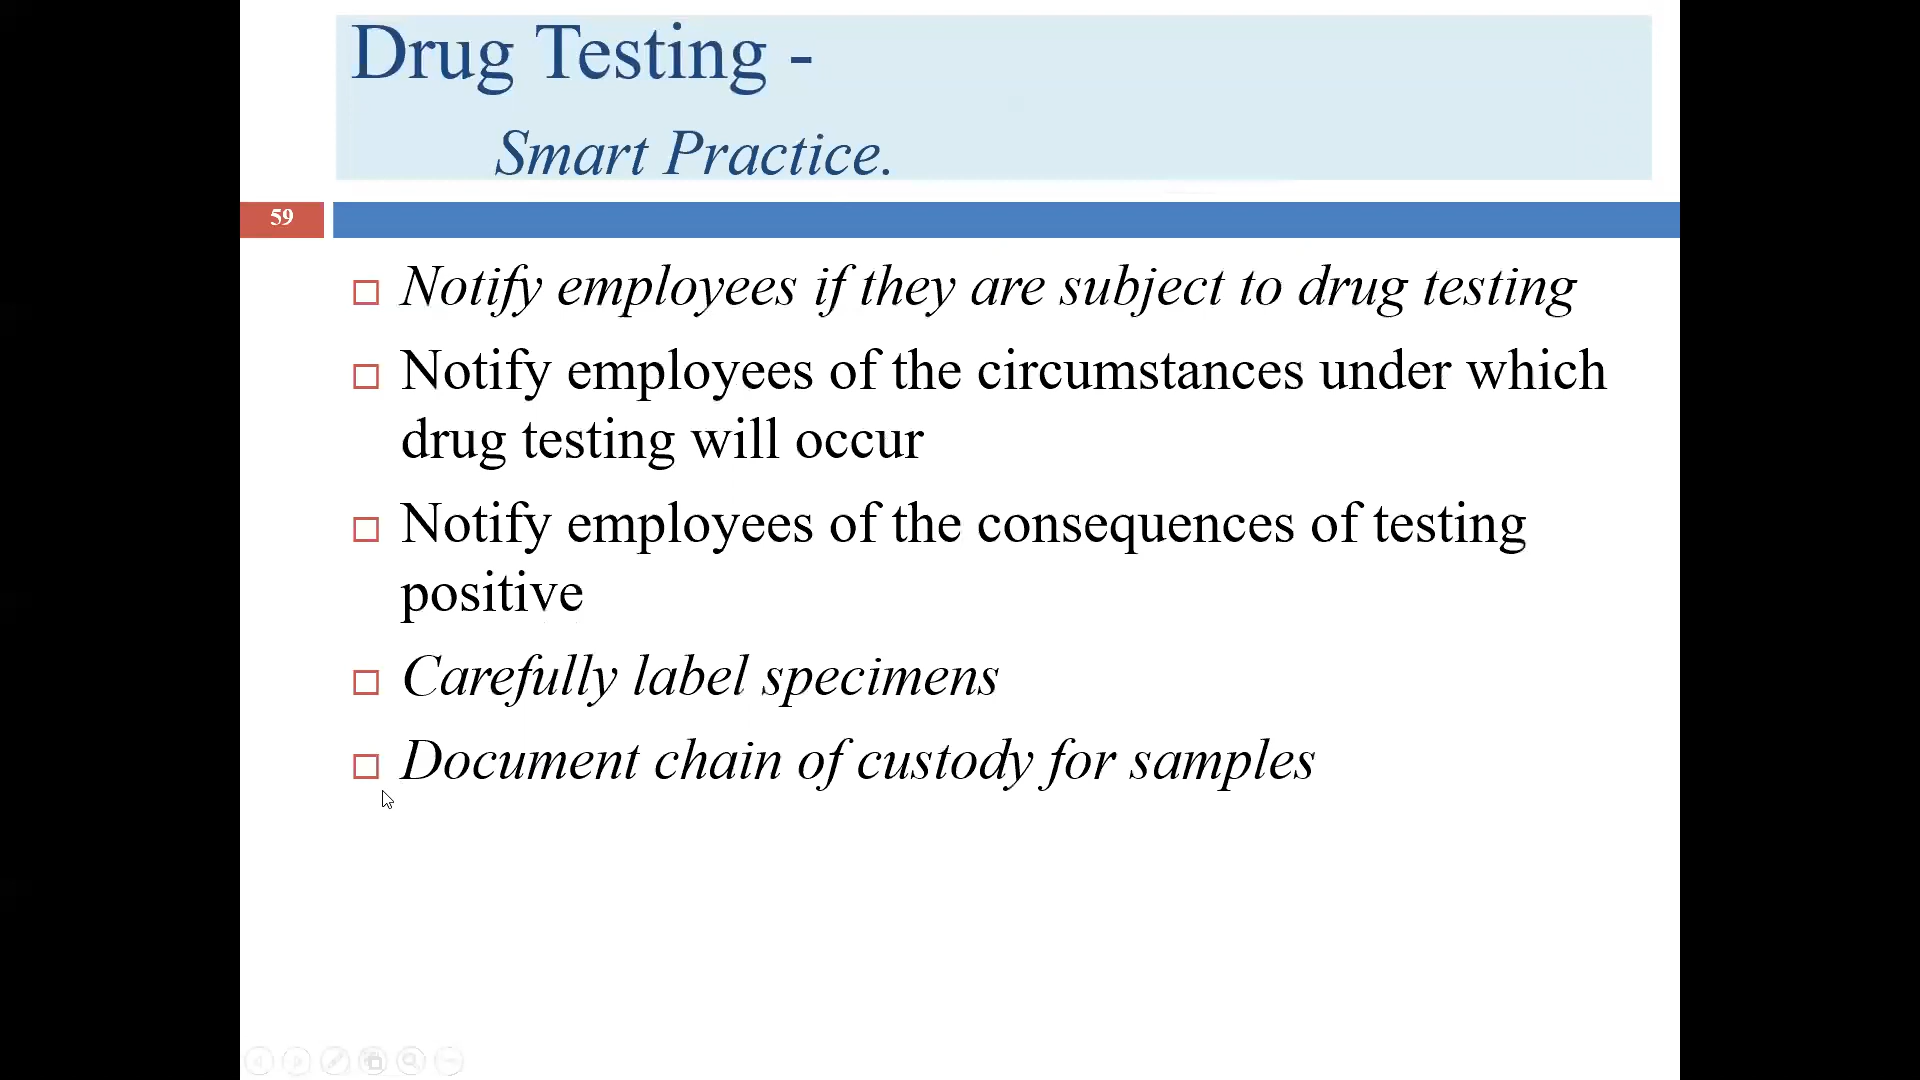 Drug Testing -
Smart Practice.
59
Notify employees if they are subject to drug testing
Notify employees of the circumstances under which
drug testing will occur
Notify employees of the consequences of testing
positive
Carefully label specimens
Document chain of custody for samples